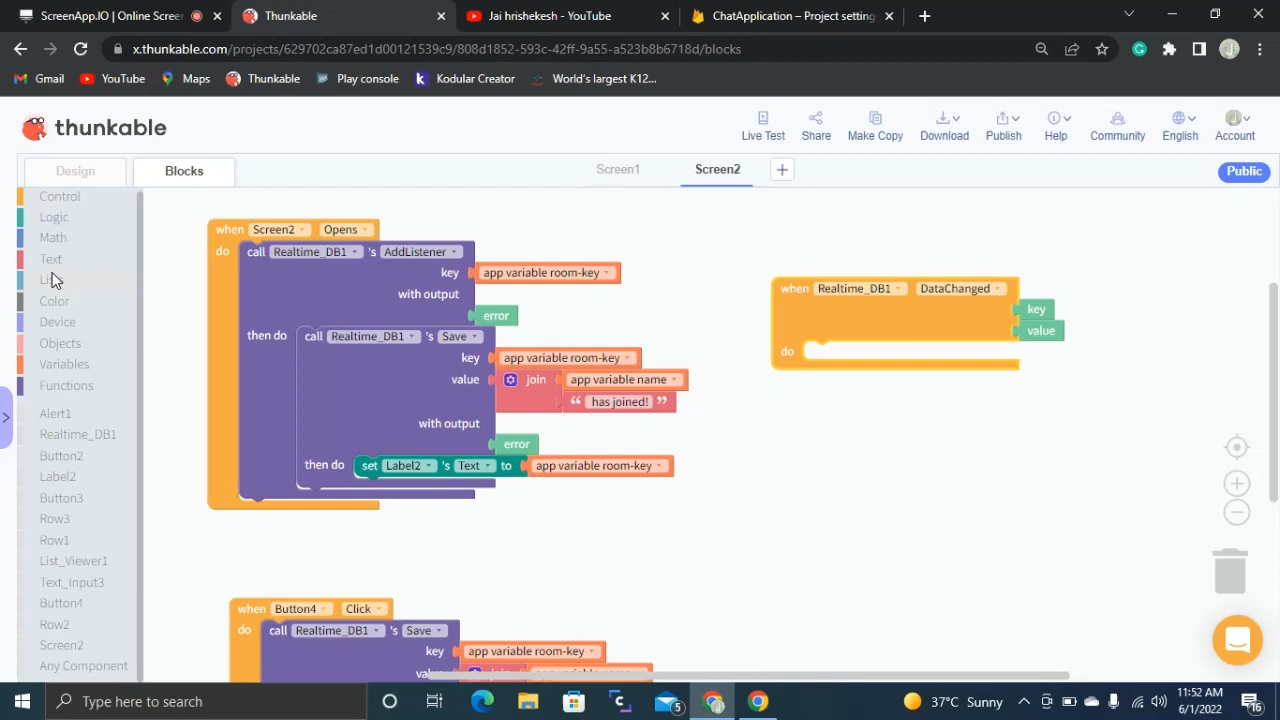 ScreenApp.IO | Online Screen
Thunkable
Jai hrishekesh - YouTube
ChatApplication – Project setting
x.thunkable.com/projects/629702ca87ed1d00121539c9/808d1852-593c-42ff-9a55-a523b8b6718d/blocks
Gmail
YouTube
Maps
Thunkable
Play console
Kodular Creator
World's largest K12...
thunkable
Live Test
Share
Make Copy
Download
Publish
Help
Community
English
Account
Design
Blocks
Screen1
Screen2
Public
Control
Logic
Math
Text
Color
Device
Objects
Variables
Functions
Alert1
Realtime_DB1
Button2
Label2
Button3
Row3
Row1
List_Viewer1
Text_Input3
Button4
Row2
Screen2
Any Component
when Screen2 Opens
do call Realtime_DB1 's AddListener
key app variable room-key
with output
error
then do call Realtime_DB1 's Save
key app variable room-key
value join app variable name
“ has joined! ”
with output
error
then do set Label2 's Text to app variable room-key
when Realtime_DB1 DataChanged
key
value
do
when Button4 Click
do call Realtime_DB1 's Save
key app variable room-key
Type here to search
5
37°C Sunny
11:52 AM
6/1/2022
16